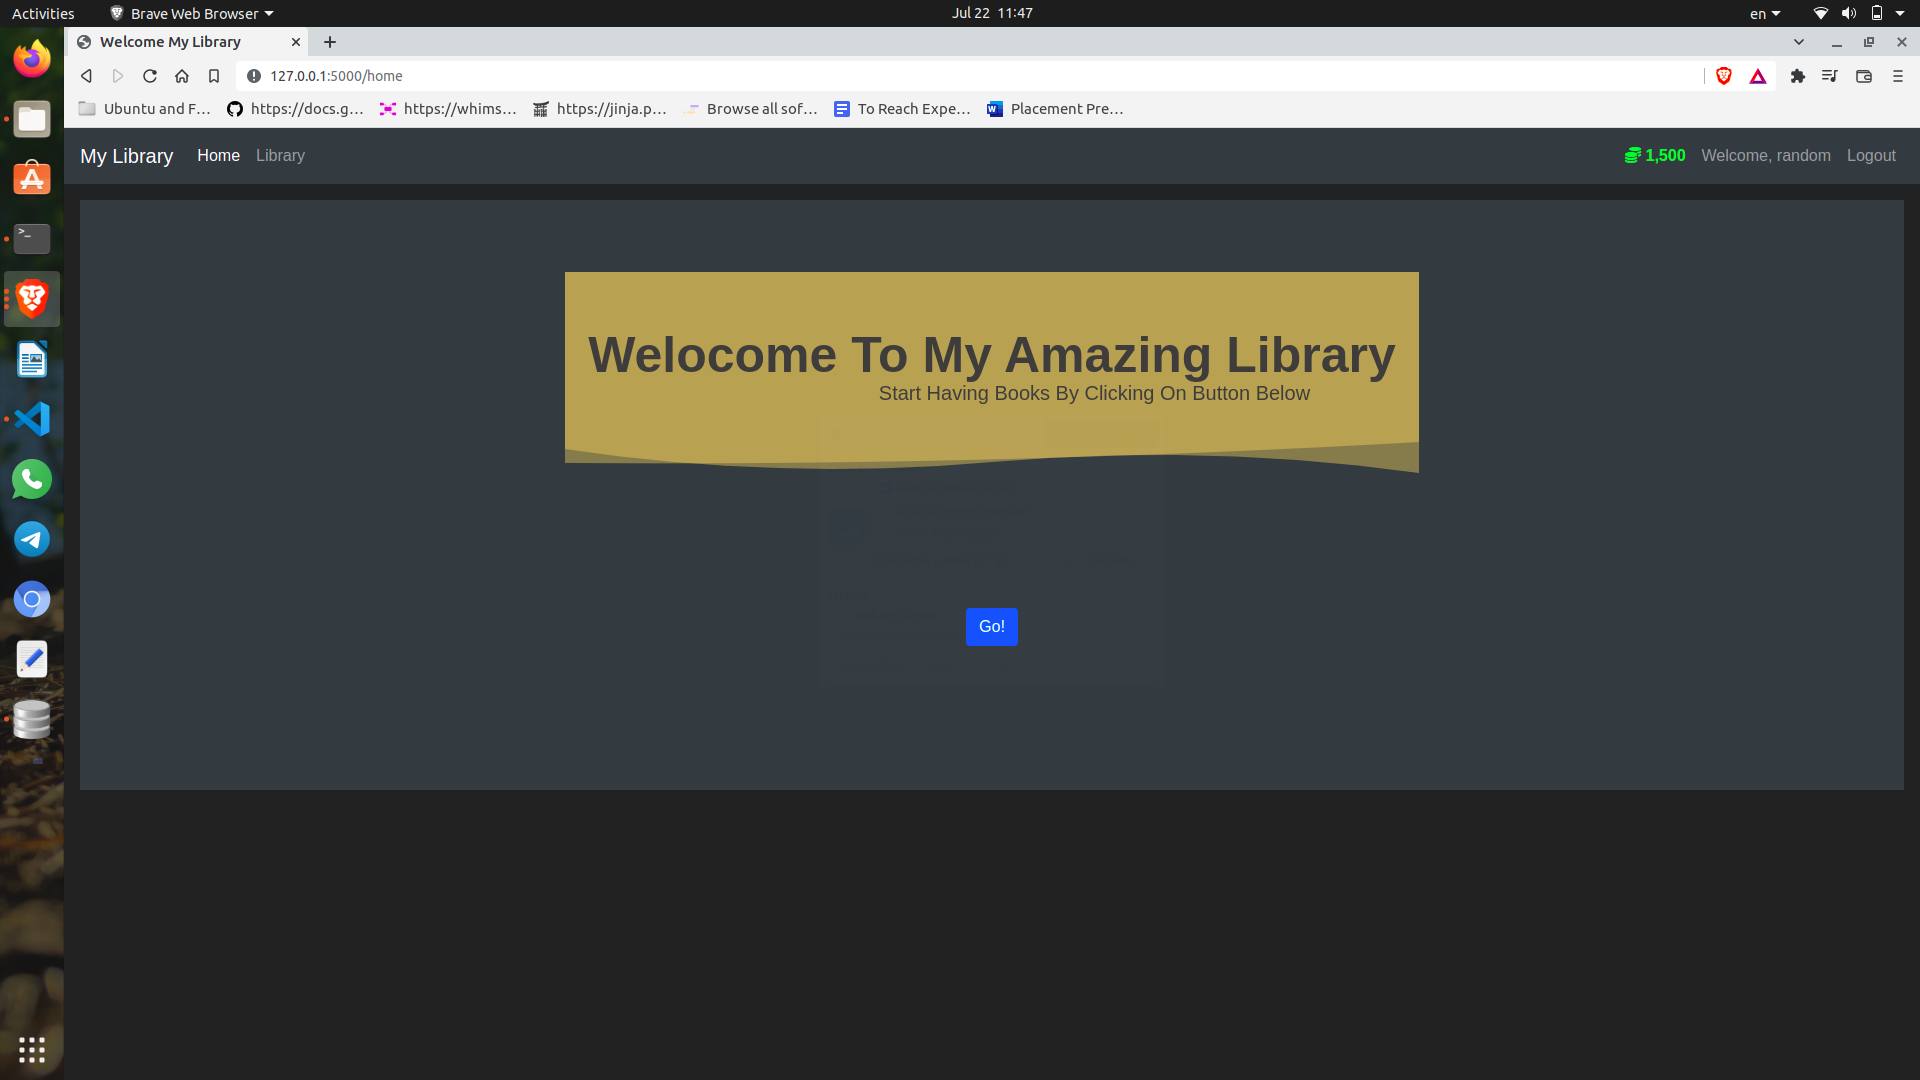 Activities
Brave Web Browser
Jul 22 11:47
en
Welcome My Library
127.0.0.1:5000/home
Ubuntu and F...
https://docs.g...
https://whims...
https://jinja.p...
Browse all sof...
To Reach Expe...
Placement Pre...
My Library
Home
Library
1,500
Welcome, random
Logout
Welocome To My Amazing Library
Start Having Books By Clicking On Button Below
Go!